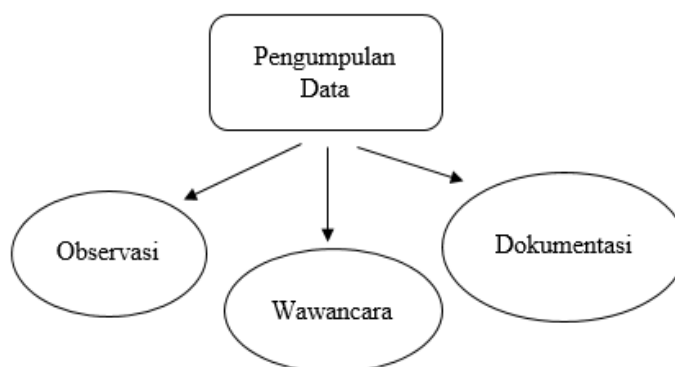 Pengumpulan
Data
Observasi
Wawancara
Dokumentasi